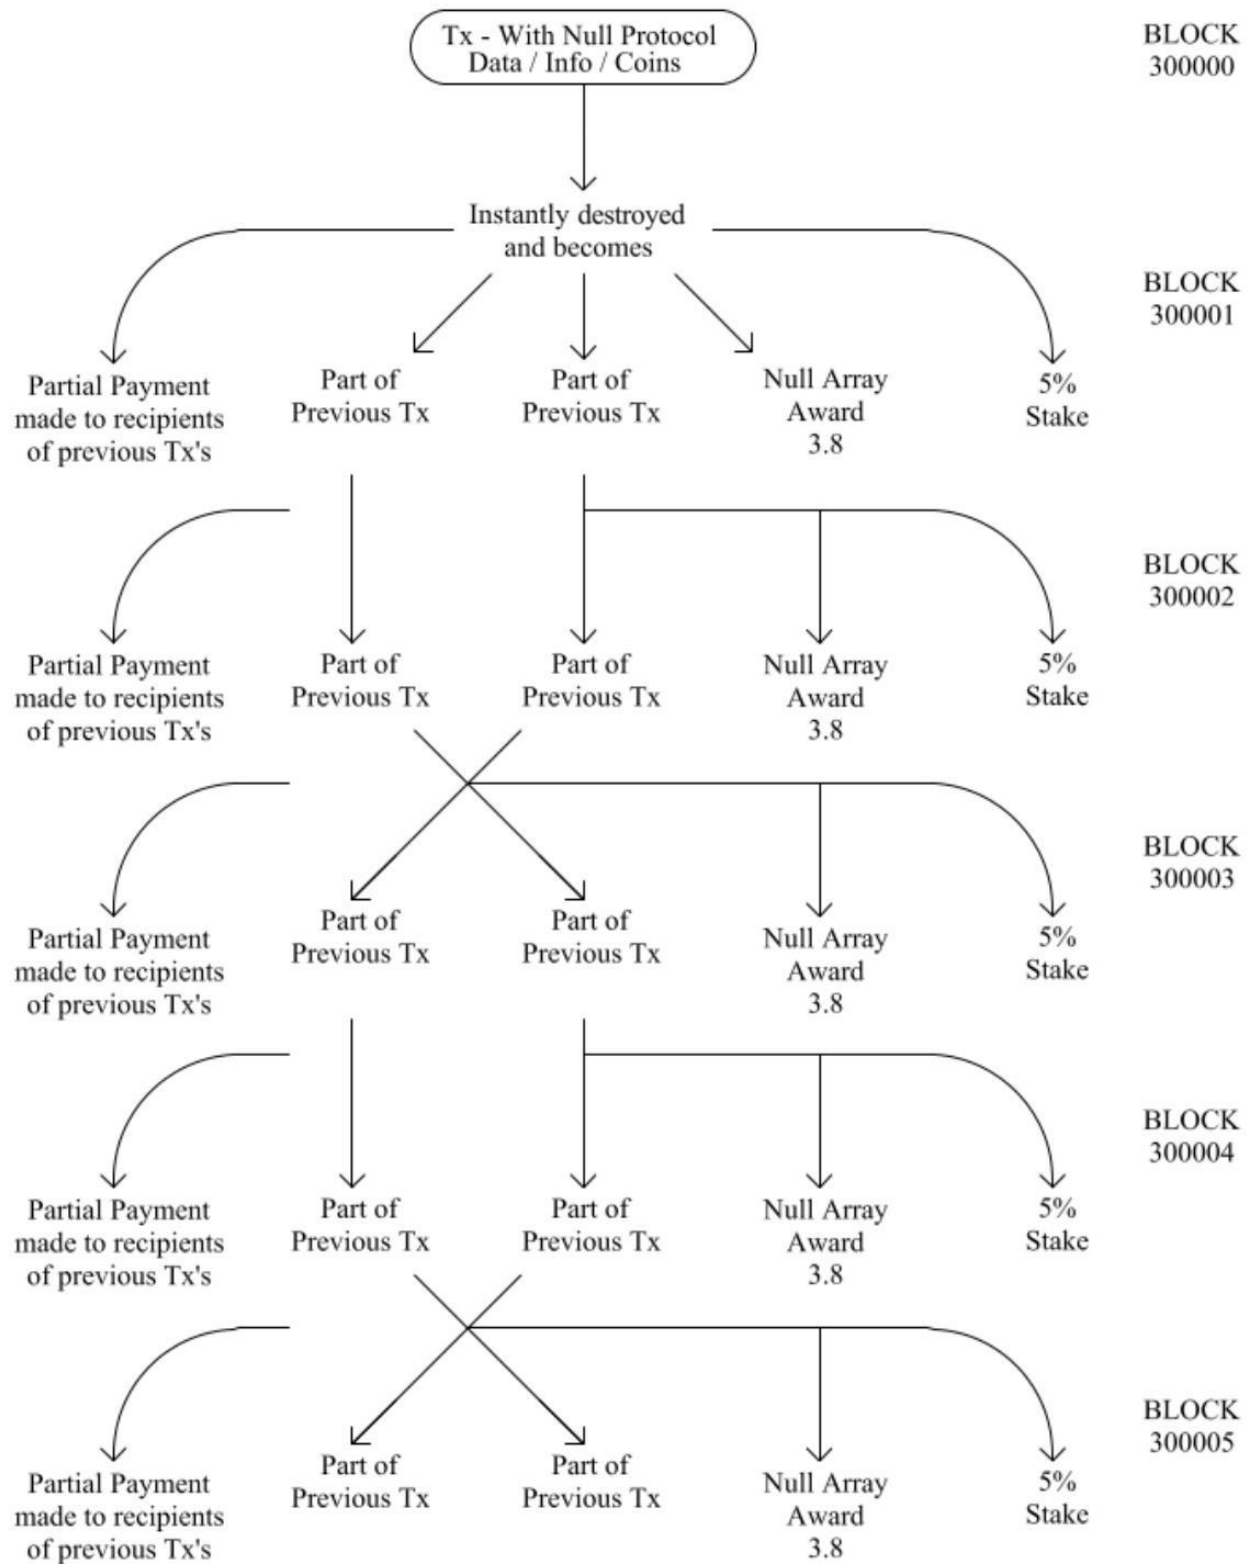 Tx - With Null Protocol
Data / Info / Coins
BLOCK
300000
Instantly destroyed
and becomes
BLOCK
300001
Partial Payment
made to recipients
of previous Tx's
Part of
Previous Tx
Part of
Previous Tx
Null Array
Award
3.8
5%
Stake
BLOCK
300002
Partial Payment
made to recipients
of previous Tx's
Part of
Previous Tx
Part of
Previous Tx
Null Array
Award
3.8
5%
Stake
BLOCK
300003
Partial Payment
made to recipients
of previous Tx's
Part of
Previous Tx
Part of
Previous Tx
Null Array
Award
3.8
5%
Stake
BLOCK
300004
Partial Payment
made to recipients
of previous Tx's
Part of
Previous Tx
Part of
Previous Tx
Null Array
Award
3.8
5%
Stake
BLOCK
300005
Partial Payment
made to recipients
of previous Tx's
Part of
Previous Tx
Part of
Previous Tx
Null Array
Award
3.8
5%
Stake